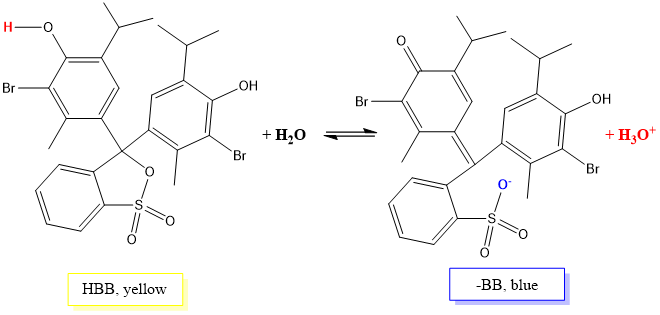 H
O
Br
OH
Br
O
S
O
O
+ H₂O
O
Br
OH
Br
O⁻
S
O
O
+ H₃O⁺
HBB, yellow
-BB, blue